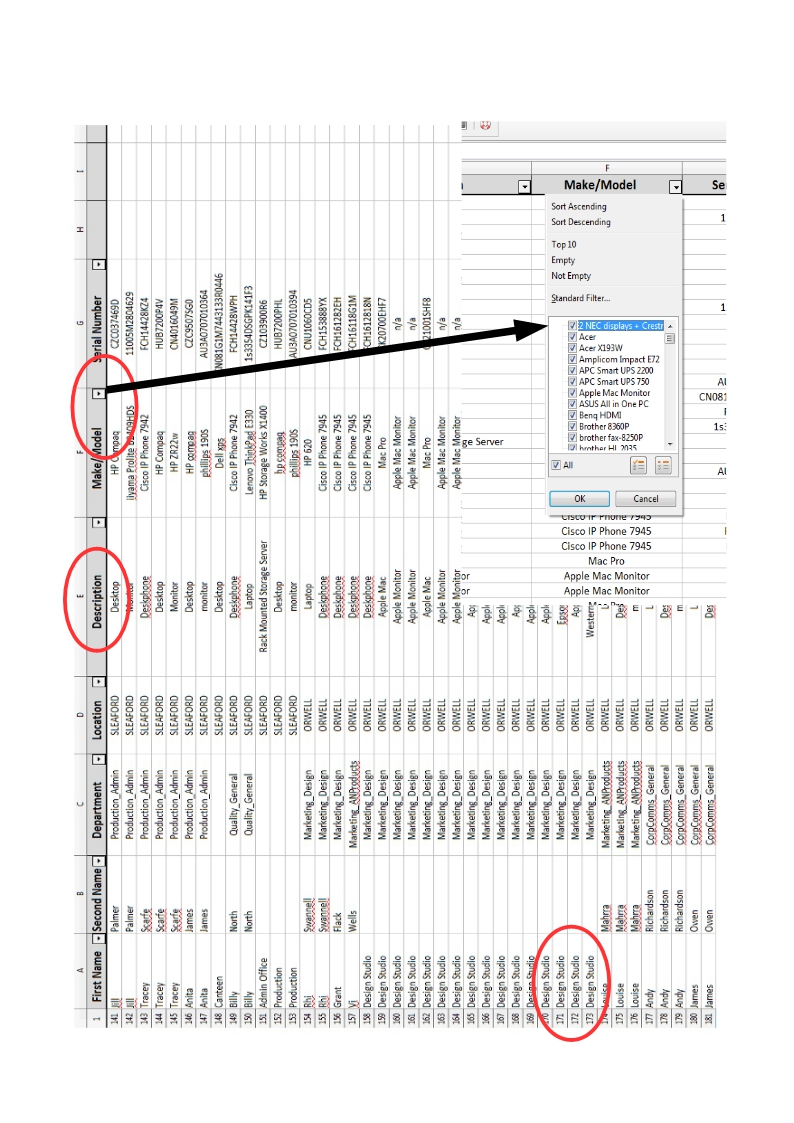 A B C D E F G H I
1 First Name Second Name Department Location Description Make/Model Serial Number
141 Jill Palmer Production_Admin SLEAFORD Desktop HP Compaq CZC037469D
142 Jill Palmer Production_Admin SLEAFORD Monitor 11005M2804629
143 Tracey Scarfe Production_Admin SLEAFORD Deskphone Cisco IP Phone 7942 FCH14428KZ4
144 Tracey Scarfe Production_Admin SLEAFORD Desktop HP Compaq HUB7200P4V
145 Tracey Scarfe Production_Admin SLEAFORD Monitor HP ZR22w CN4016049M
146 Anita James Production_Admin SLEAFORD Desktop HP compaq CZC95075G0
147 Anita James Production_Admin SLEAFORD monitor phillips 190S AU3A0707010364
148 Canteen SLEAFORD Desktop Dell xps
149 Billy North Quality_General SLEAFORD Deskphone Cisco IP Phone 7942 FCH1442BWPH
150 Billy North Quality_General SLEAFORD Laptop Lenovo ThinkPad E330 1s3354DSGPK141F3
151 Admin Office SLEAFORD Rack Mounted Storage Server HP Storage Works X1400 CZ103900R6
152 Production SLEAFORD Desktop hp compaq HUB7200PHL
153 Production SLEAFORD monitor phillips 190S AU3A0707010394
154 Rhi Swannell Marketing_Design ORWELL Laptop HP 620 CNU1060CD5
155 Rhi Swannell Marketing_Design ORWELL Deskphone Cisco IP Phone 7945 FCH153888YX
156 Grant Flack Marketing_Design ORWELL Deskphone Cisco IP Phone 7945 FCH161282EH
157 Vj Wells Marketing_ANProducts ORWELL Deskphone Cisco IP Phone 7945 FCH16118G1M
158 Design Studio Marketing_Design ORWELL Deskphone Cisco IP Phone 7945 FCH1612818N
159 Design Studio Marketing_Design ORWELL Apple Mac Mac Pro
160 Design Studio Marketing_Design ORWELL Apple Monitor Apple Mac Monitor n/a
161 Design Studio Marketing_Design ORWELL Apple Monitor Apple Mac Monitor n/a
162 Design Studio Marketing_Design ORWELL Apple Mac Mac Pro
163 Design Studio Marketing_Design ORWELL Apple Monitor Apple Mac Monitor n/a
164 Design Studio Marketing_Design ORWELL Apple Monitor Apple Mac Monitor n/a
165 Design Studio Marketing_Design ORWELL Ap
166 Design Studio Marketing_Design ORWELL Appl
167 Design Studio Marketing_Design ORWELL Appl
168 Design Studio Marketing_Design ORWELL Ap
169 Design Studio Marketing_Design ORWELL Appl
170 Design Studio Marketing_Design ORWELL Appl
171 Design Studio Marketing_Design ORWELL Epso
172 Design Studio Marketing_Design ORWELL Ap
173 Design Studio Marketing_Design ORWELL Western
174 Louise Mahrra Marketing_ANProducts ORWELL L
175 Louise Mahrra Marketing_ANProducts ORWELL Des
176 Louise Mahrra Marketing_ANProducts ORWELL m
177 Andy Richardson CorpComms_General ORWELL L
178 Andy Richardson CorpComms_General ORWELL Des
179 Andy Richardson CorpComms_General ORWELL m
180 James Owen CorpComms_General ORWELL L
181 James Owen CorpComms_General ORWELL Des
F
Make/Model Se
Sort Ascending
Sort Descending
Top 10
Empty
Not Empty
Standard Filter...
2 NEC displays + Crestr
Acer
Acer X193W
Amplicom Impact E72
APC Smart UPS 2200
APC Smart UPS 750
Apple Mac Monitor
ASUS All in One PC
Benq HDMI
Brother 8360P
brother fax-8250P
brother HL 2035
All
OK Cancel
ge Server
1
1
AU
CN081
1s3
AU
Cisco IP Phone 7945
Cisco IP Phone 7945
Cisco IP Phone 7945
Mac Pro
or Apple Mac Monitor
or Apple Mac Monitor